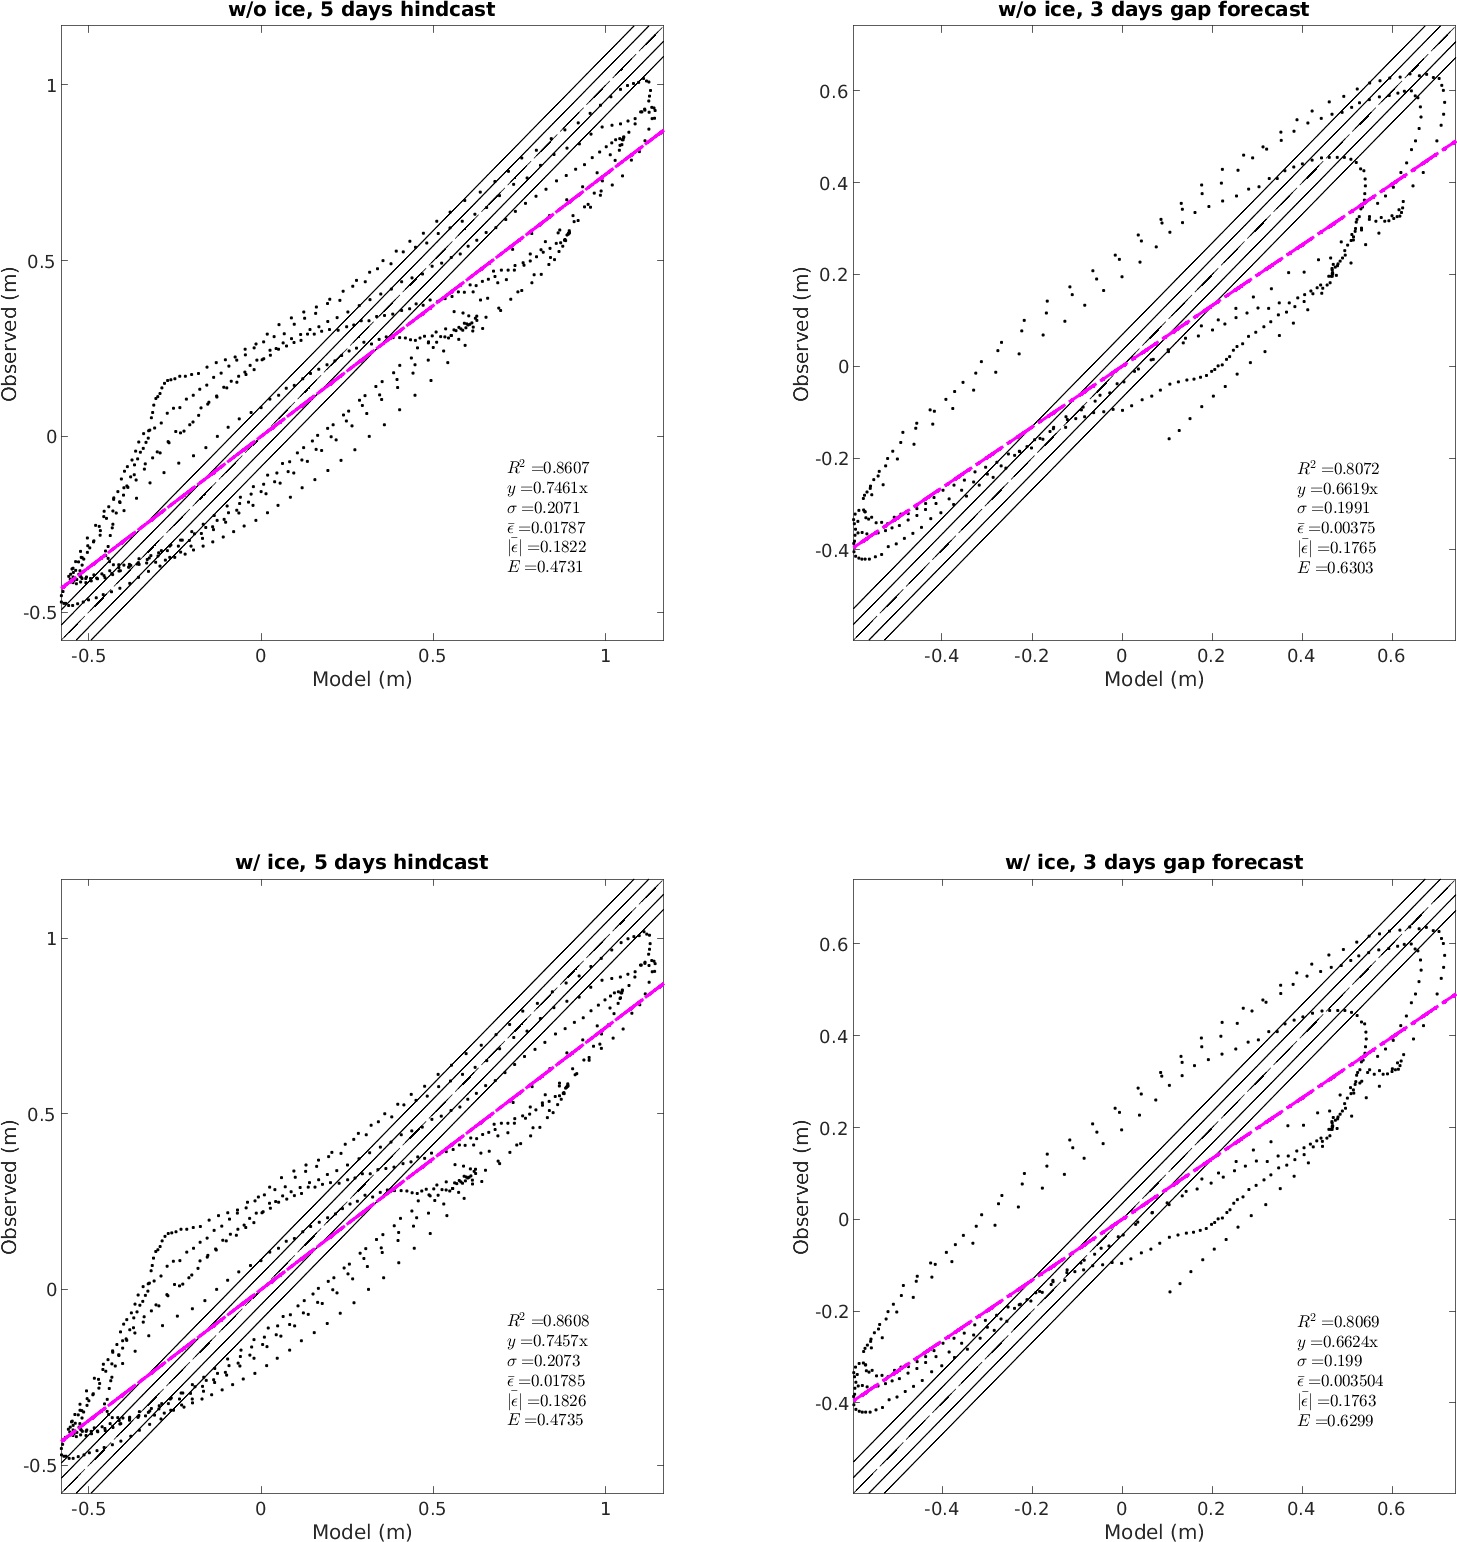 w/o ice, 5 days hindcast
1
0.5
0
-0.5
-0.5
0
0.5
1
Observed (m)
Model (m)
R² =0.8607
y =0.7461x
σ =0.2071
ε̄ =0.01787
|ε̄| =0.1822
E =0.4731
w/o ice, 3 days gap forecast
0.6
0.4
0.2
0
-0.2
-0.4
-0.4
-0.2
0
0.2
0.4
0.6
Observed (m)
Model (m)
R² =0.8072
y =0.6619x
σ =0.1991
ε̄ =0.00375
|ε̄| =0.1765
E =0.6303
w/ ice, 5 days hindcast
1
0.5
0
-0.5
-0.5
0
0.5
1
Observed (m)
Model (m)
R² =0.8608
y =0.7457x
σ =0.2073
ε̄ =0.01785
|ε̄| =0.1826
E =0.4735
w/ ice, 3 days gap forecast
0.6
0.4
0.2
0
-0.2
-0.4
-0.4
-0.2
0
0.2
0.4
0.6
Observed (m)
Model (m)
R² =0.8069
y =0.6624x
σ =0.199
ε̄ =0.003504
|ε̄| =0.1763
E =0.6299